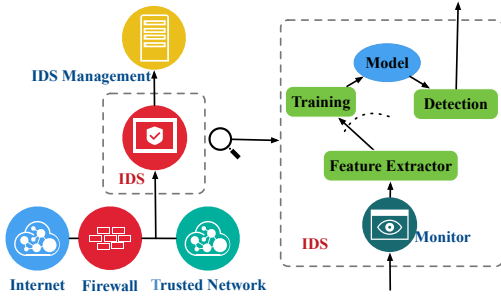 IDS Management
IDS
Internet
Firewall
Trusted Network
Model
Training
Detection
Feature Extractor
Monitor
IDS